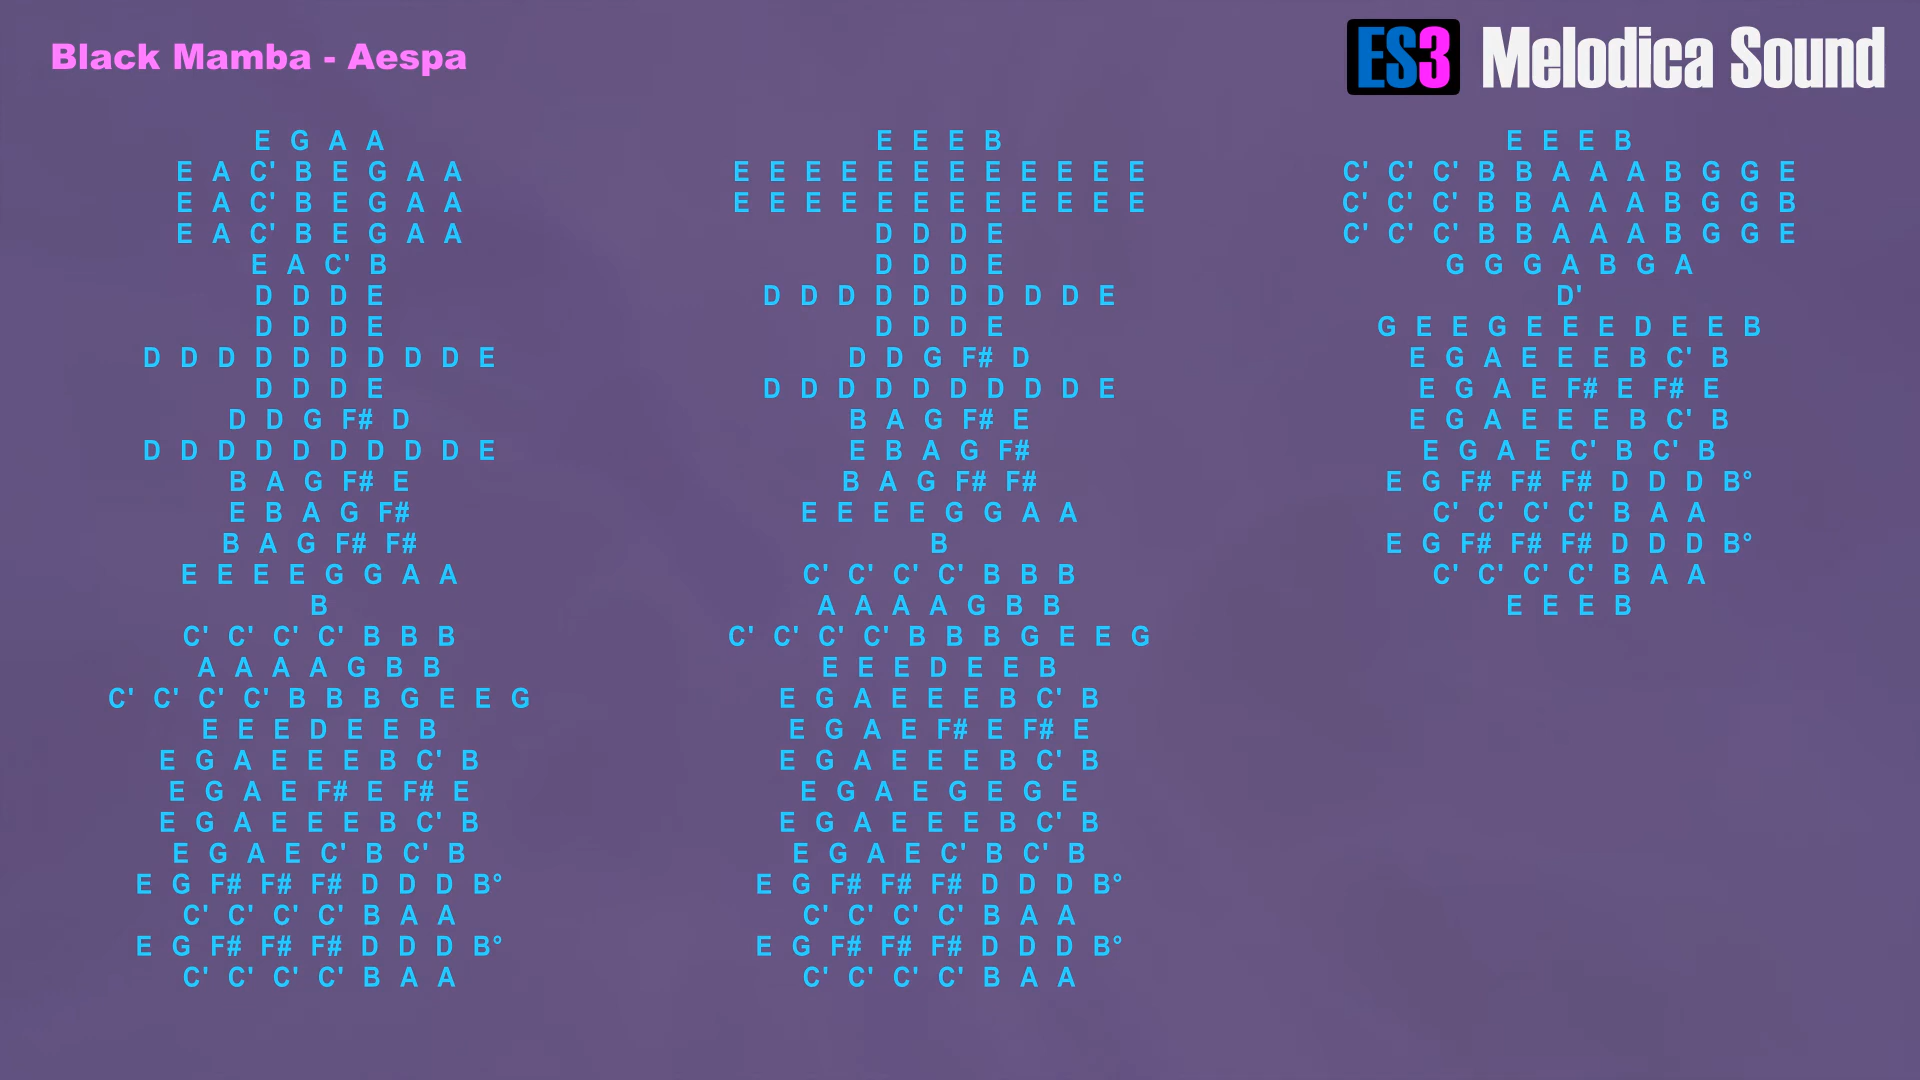 Black Mamba - Aespa
ES3 Melodica Sound
E G A A
E A C' B E G A A
E A C' B E G A A
E A C' B E G A A
E A C' B
D D D E
D D D E
D D D D D D D D D E
D D D E
D D G F# D
D D D D D D D D D E
B A G F# E
E B A G F#
B A G F# F#
E E E E G G A A
B
C' C' C' C' B B B
A A A A G B B
C' C' C' C' B B B G E E G
E E E D E E B
E G A E E E B C' B
E G A E F# E F# E
E G A E E E B C' B
E G A E C' B C' B
E G F# F# F# D D D B°
C' C' C' C' B A A
E G F# F# F# D D D B°
C' C' C' C' B A A
E E E B
E E E E E E E E E E E E
E E E E E E E E E E E E
D D D E
D D D E
D D D D D D D D D E
D D D E
D D G F# D
D D D D D D D D D E
B A G F# E
E B A G F#
B A G F# F#
E E E E G G A A
B
C' C' C' C' B B B
A A A A G B B
C' C' C' C' B B B G E E G
E E E D E E B
E G A E E E B C' B
E G A E F# E F# E
E G A E E E B C' B
E G A E G E G E
E G A E E E B C' B
E G A E C' B C' B
E G F# F# F# D D D B°
C' C' C' C' B A A
E G F# F# F# D D D B°
C' C' C' C' B A A
E E E B
C' C' C' B B A A A B G G E
C' C' C' B B A A A B G G B
C' C' C' B B A A A B G G E
G G G A B G A
D'
G E E G E E E D E E B
E G A E E E B C' B
E G A E F# E F# E
E G A E E E B C' B
E G A E C' B C' B
E G F# F# F# D D D B°
C' C' C' C' B A A
E G F# F# F# D D D B°
C' C' C' C' B A A
E E E B